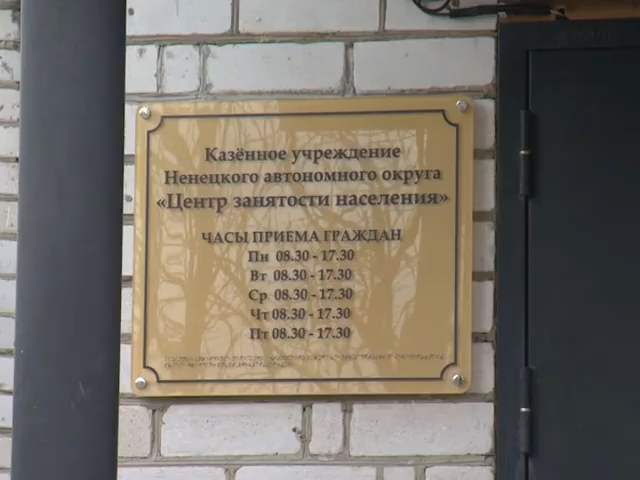 Казённое учреждение
Ненецкого автономного округа
«Центр занятости населения»
ЧАСЫ ПРИЕМА ГРАЖДАН
Пн 08.30 - 17.30
Вт 08.30 - 17.30
Ср 08.30 - 17.30
Чт 08.30 - 17.30
Пт 08.30 - 17.30